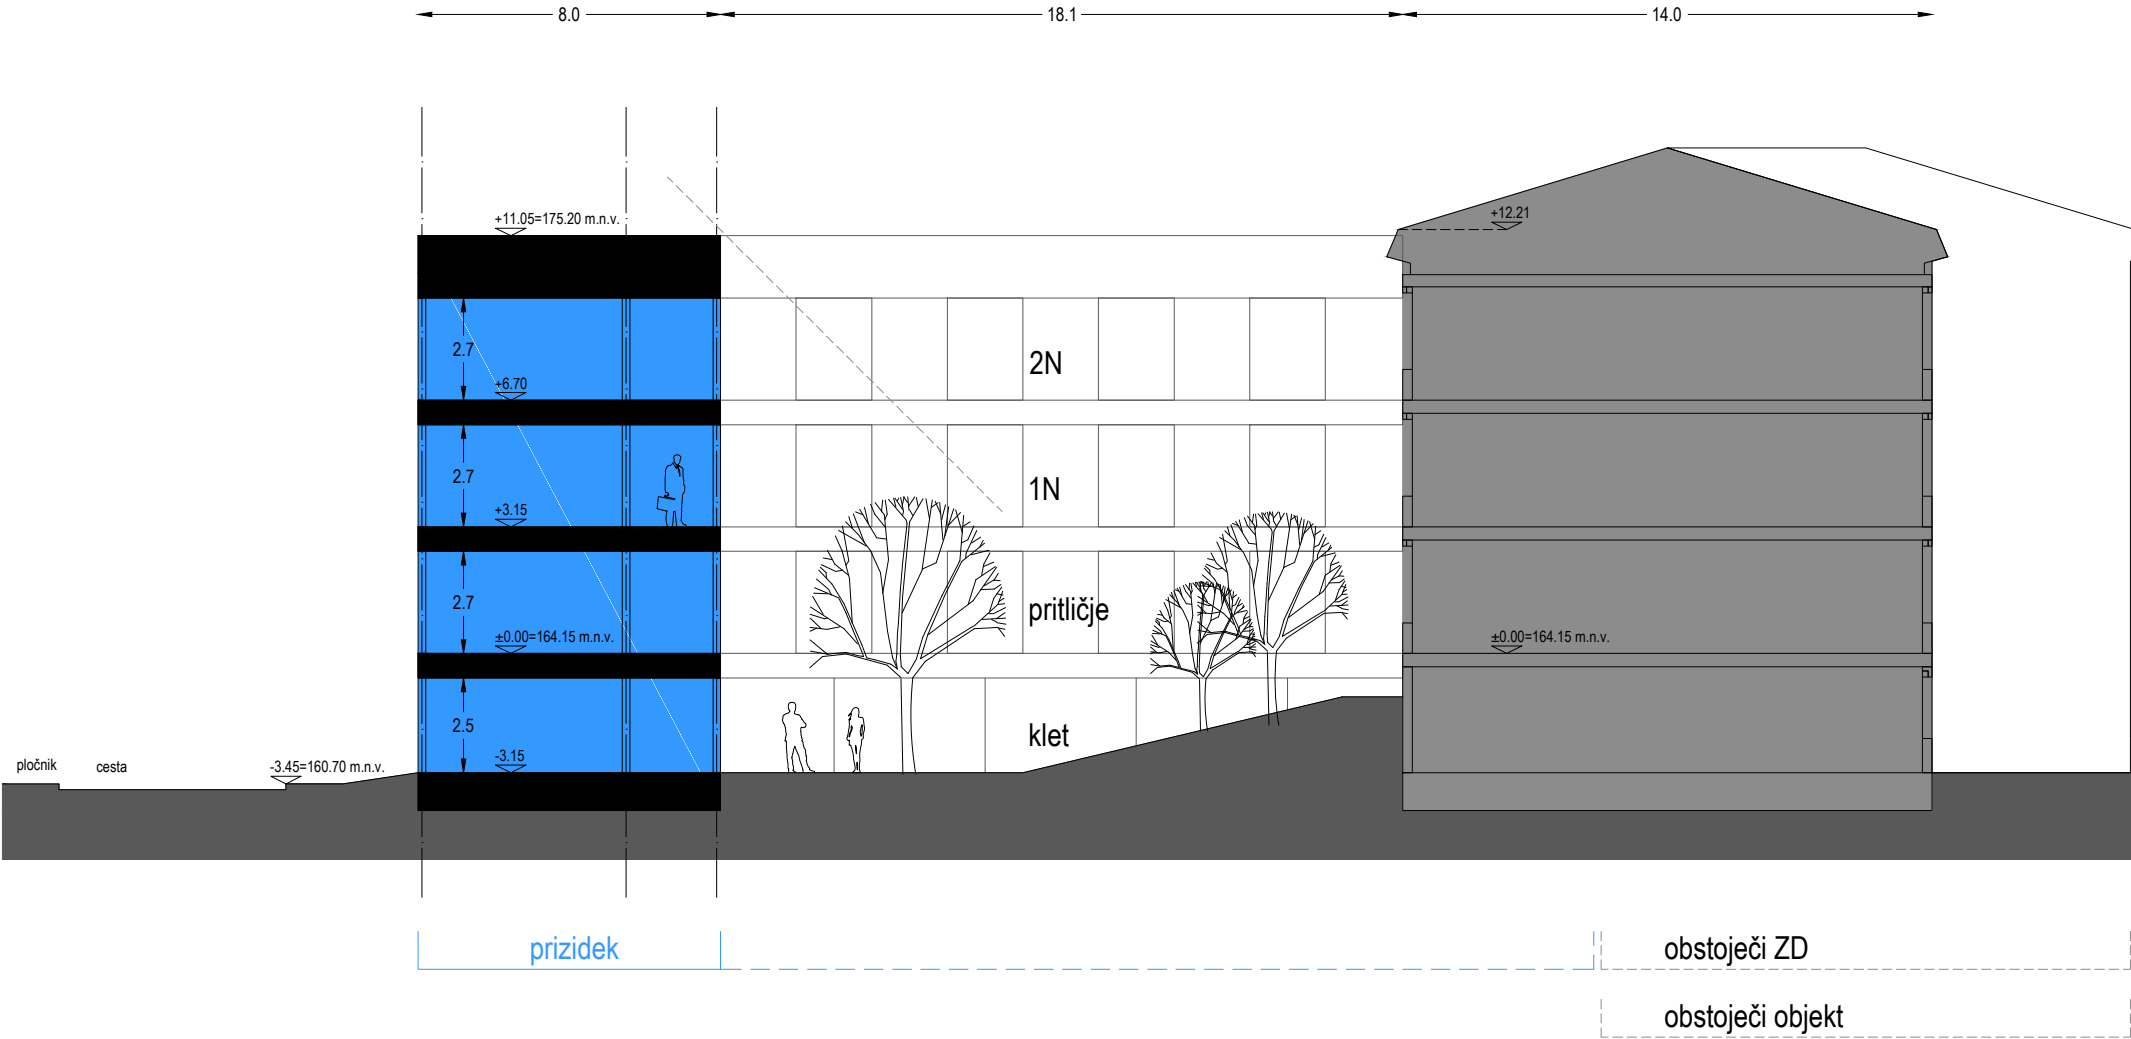 8.0 18.1 14.0
+11.05=175.20 m.n.v. +12.21
2.7 2N
+6.70
2.7 1N
+3.15
2.7 pritličje
±0.00=164.15 m.n.v. ±0.00=164.15 m.n.v.
2.5 klet
-3.15
pločnik cesta -3.45=160.70 m.n.v.
prizidek obstoječi ZD
obstoječi objekt